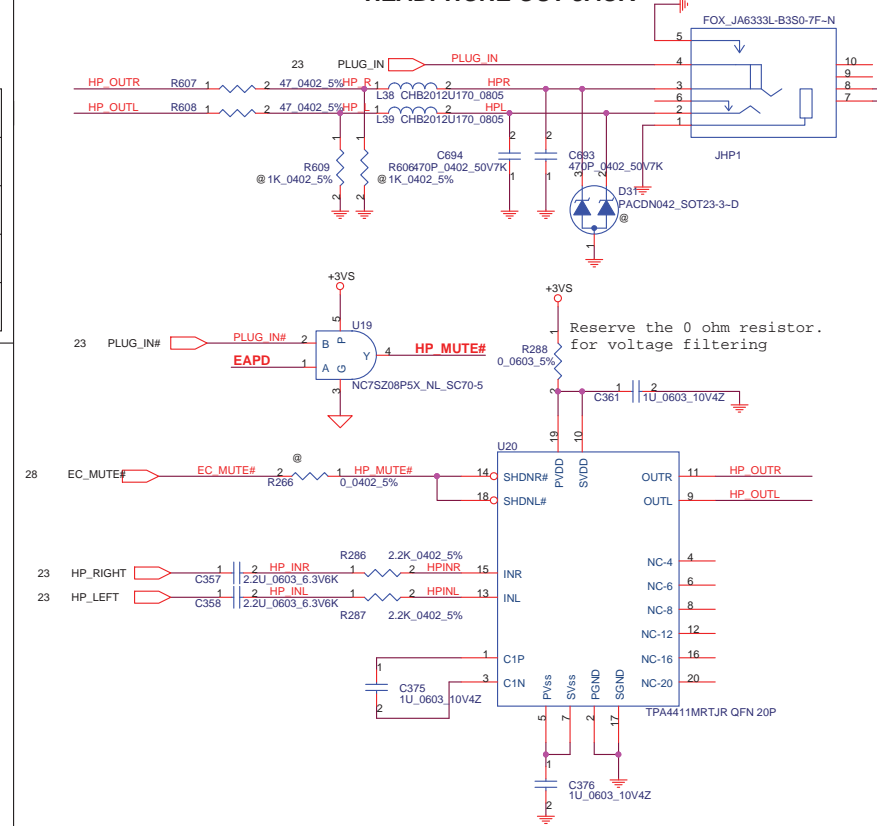 FOX_JA6333L-B3S0-7F~N
5
23 PLUG_IN PLUG_IN 4
10
9
HP_OUTR R607 1 2 47_0402_5% HP_R 1 2 HPR 3 8
L38 CHB2012U170_0805
6 7
HP_OUTL R608 1 2 47_0402_5% HP_L 1 2 HPL 2
L39 CHB2012U170_0805
1
JHP1
1 1 2 2
R609 R606 C694 C693
@ 1K_0402_5% @ 1K_0402_5% 470P_0402_50V7K 470P_0402_50V7K
2 2 1 1
3 2
D31
PACDN042_SOT23-3~D
@
1
+3VS
5
U19
23 PLUG_IN# PLUG_IN# 2 B P
Y 4 HP_MUTE#
EAPD 1 A G
NC7SZ08P5X_NL_SC70-5
3
+3VS
1
R288
0_0603_5%
2
Reserve the 0 ohm resistor.
for voltage filtering
C361 1 2 1U_0603_10V4Z
U20
19 10
PVDD SVDD
28 EC_MUTE# EC_MUTE# 2 @ 1 HP_MUTE# 14 SHDNR#
R266 0_0402_5%
18 SHDNL#
OUTR 11 HP_OUTR
OUTL 9 HP_OUTL
R286 2.2K_0402_5%
23 HP_RIGHT 1 2 HP_INR 1 2 HPINR 15 INR
C357 2.2U_0603_6.3V6K
23 HP_LEFT 1 2 HP_INL 1 2 HPINL 13 INL
C358 2.2U_0603_6.3V6K
R287 2.2K_0402_5%
NC-4 4
NC-6 6
NC-8 8
NC-12 12
NC-16 16
NC-20 20
1 C1P
3 C1N
1
C375
1U_0603_10V4Z
2
PVss SVss PGND SGND
5 7 2 17
TPA4411MRTJR QFN 20P
1
C376
1U_0603_10V4Z
2